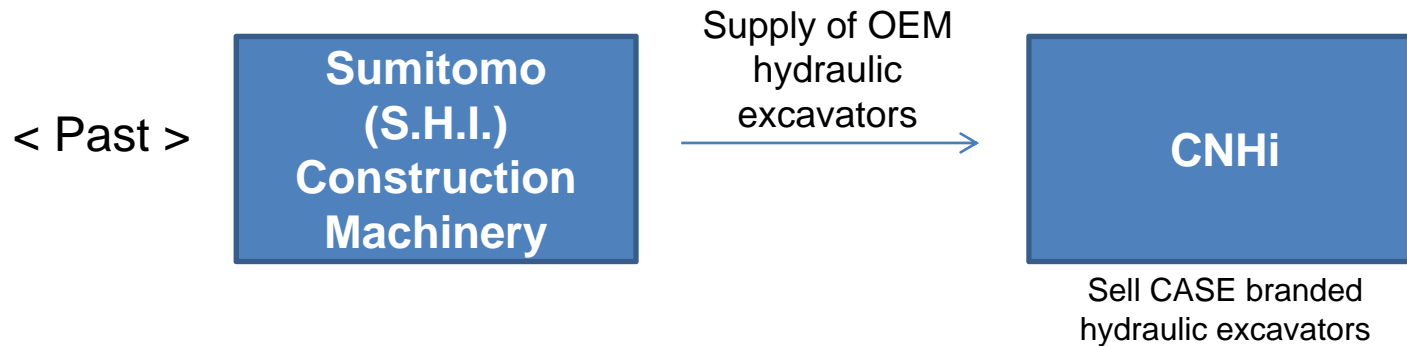 < Past >
Sumitomo
(S.H.I.)
Construction
Machinery
Supply of OEM
hydraulic
excavators
CNHi
Sell CASE branded
hydraulic excavators